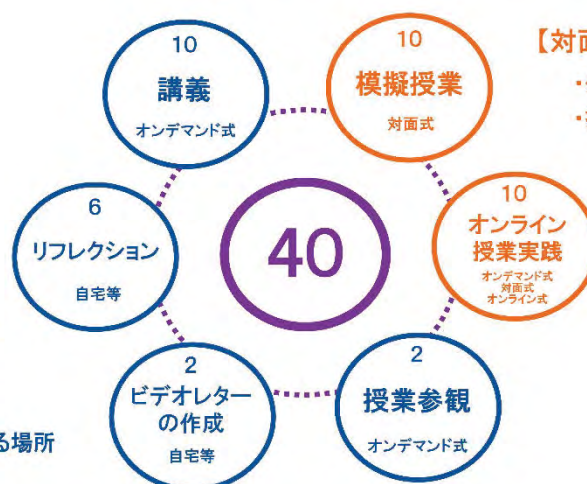 10
講義
オンデマンド式
10
模擬授業
対面式
【対面
6
リフレクション
自宅等
40
10
オンライン
授業実践
オンデマンド式
対面式
オンライン式
2
ビデオレター
の作成
自宅等
2
授業参観
オンデマンド式
る場所